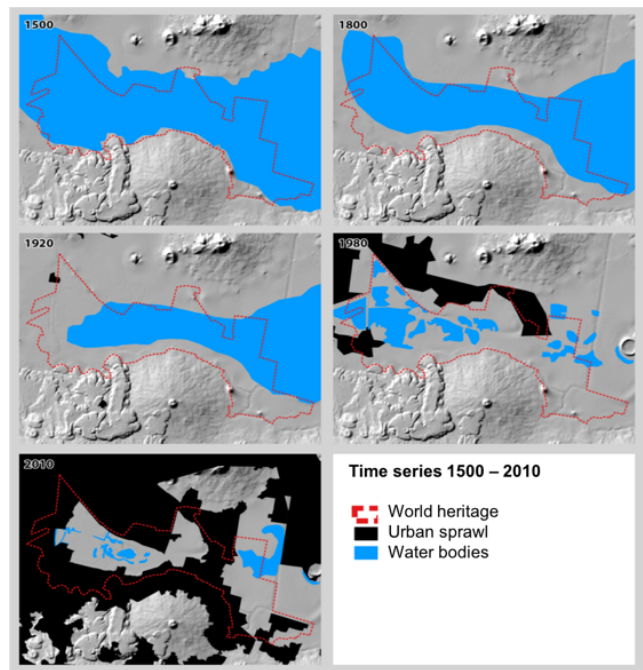 1500
1800
1920
1980
2010
Time series 1500 – 2010
World heritage
Urban sprawl
Water bodies